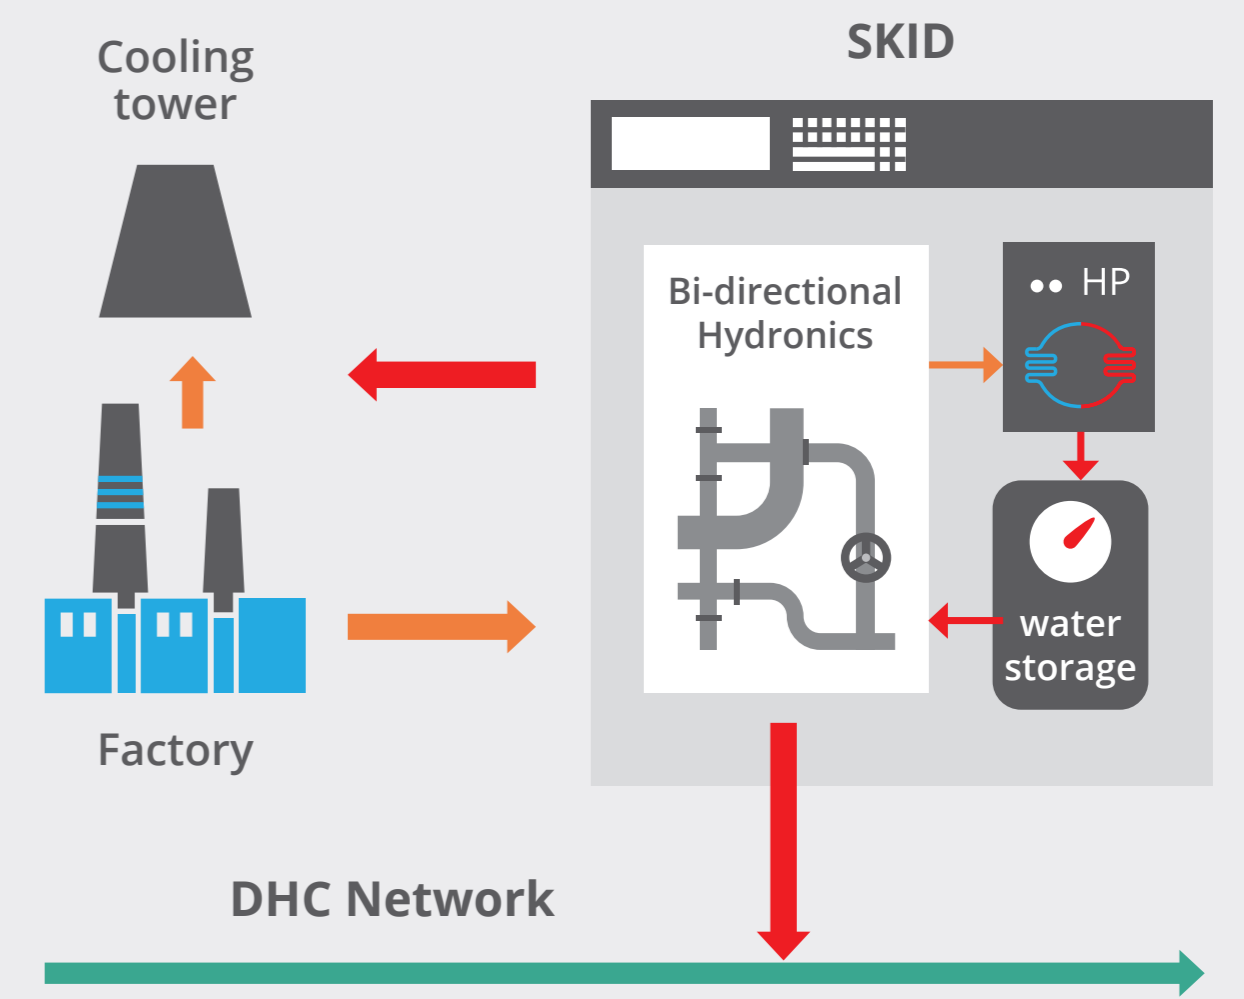 Cooling
tower
SKID
Bi-directional
Hydronics
HP
water
storage
Factory
DHC Network